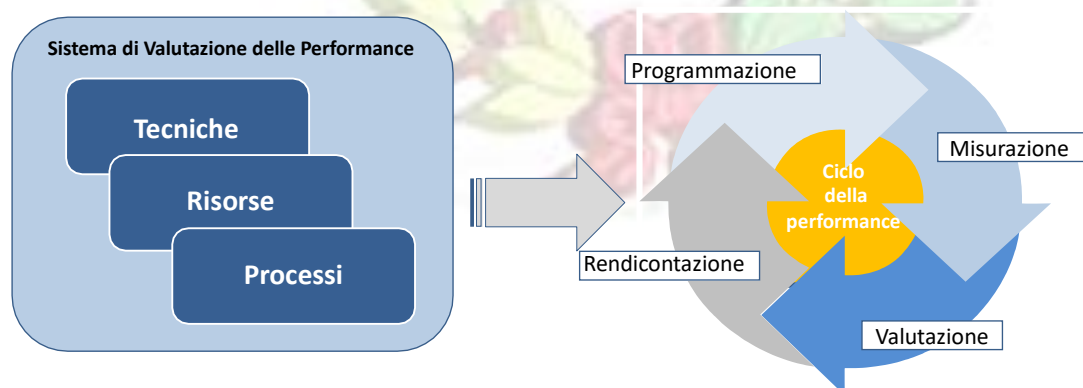 Sistema di Valutazione delle Performance
Tecniche
Risorse
Processi
Programmazione
Misurazione
Ciclo
della
performance
Rendicontazione
Valutazione